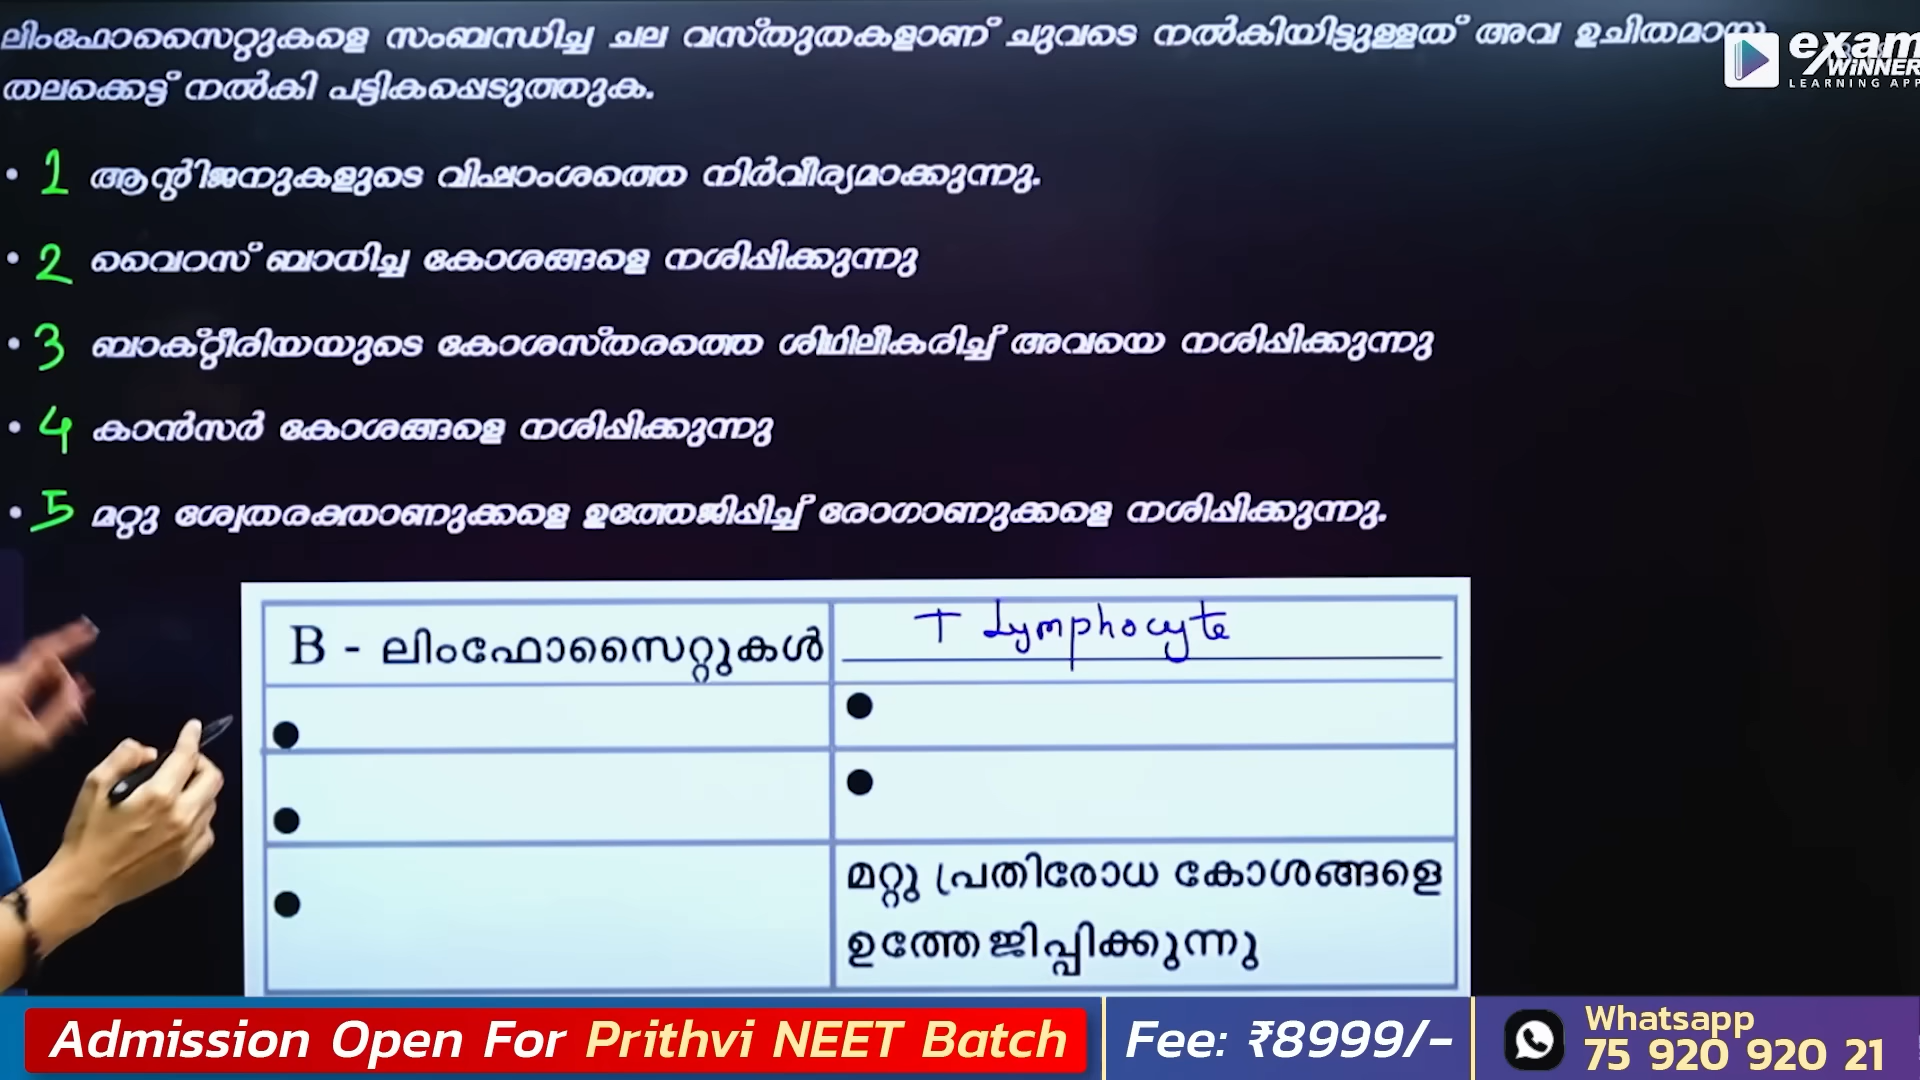 ലിംഫോസൈറ്റുകളെ സംബന്ധിച്ച ചല വസ്തുതകളാണ് ചുവടെ നൽകിയിട്ടുള്ളത് അവ ഉചിതമായ
തലക്കെട്ട് നൽകി പട്ടികപ്പെടുത്തുക.
exam
WINNER
LEARNING APP
• 1 ആന്റിജനുകളുടെ വിഷാംശത്തെ നിർവീര്യമാക്കുന്നു.
• 2 വൈറസ് ബാധിച്ച കോശങ്ങളെ നശിപ്പിക്കുന്നു
• 3 ബാക്റ്റീരിയയുടെ കോശസ്തരത്തെ ശിഥിലീകരിച്ച് അവയെ നശിപ്പിക്കുന്നു
• 4 കാൻസർ കോശങ്ങളെ നശിപ്പിക്കുന്നു
• 5 മറ്റു ശ്വേതരക്താണുക്കളെ ഉത്തേജിപ്പിച്ച് രോഗാണുക്കളെ നശിപ്പിക്കുന്നു.
B - ലിംഫോസൈറ്റുകൾ
T Lymphocyte
മറ്റു പ്രതിരോധ കോശങ്ങളെ
ഉത്തേജിപ്പിക്കുന്നു
Admission Open For Prithvi NEET Batch
Fee: ₹8999/-
Whatsapp
75 920 920 21